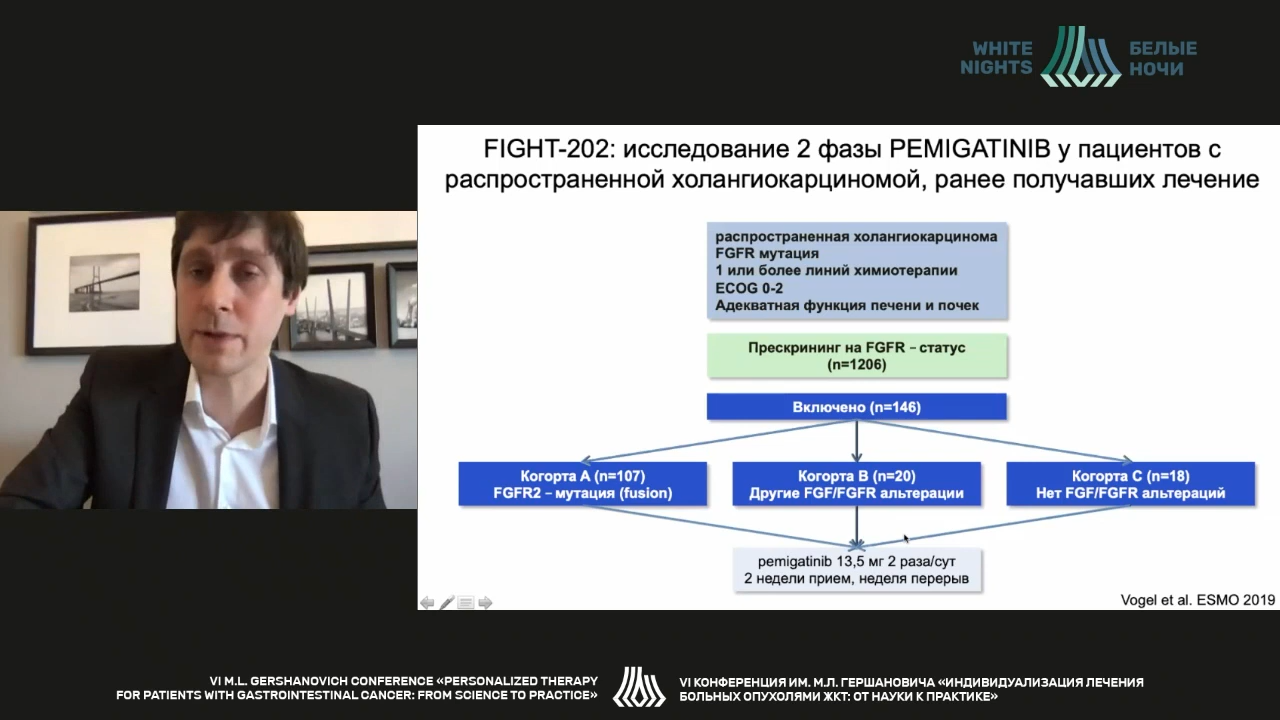 WHITE
NIGHTS
БЕЛЫЕ
НОЧИ
FIGHT-202: исследование 2 фазы PEMIGATINIB у пациентов с
распространенной холангиокарциномой, ранее получавших лечение
распространенная холангиокарцинома
FGFR мутация
1 или более линий химиотерапии
ECOG 0-2
Адекватная функция печени и почек
Прескрининг на FGFR – статус
(n=1206)
Включено (n=146)
Когорта A (n=107)
FGFR2 – мутация (fusion)
Когорта B (n=20)
Другие FGF/FGFR альтерации
Когорта C (n=18)
Нет FGF/FGFR альтераций
pemigatinib 13,5 мг 2 раза/сут
2 недели прием, неделя перерыв
Vogel et al. ESMO 2019
VI M.L. GERSHANOVICH CONFERENCE «PERSONALIZED THERAPY
FOR PATIENTS WITH GASTROINTESTINAL CANCER: FROM SCIENCE TO PRACTICE»
VI КОНФЕРЕНЦИЯ ИМ. М.Л. ГЕРШАНОВИЧА «ИНДИВИДУАЛИЗАЦИЯ ЛЕЧЕНИЯ
БОЛЬНЫХ ОПУХОЛЯМИ ЖКТ: ОТ НАУКИ К ПРАКТИКЕ»